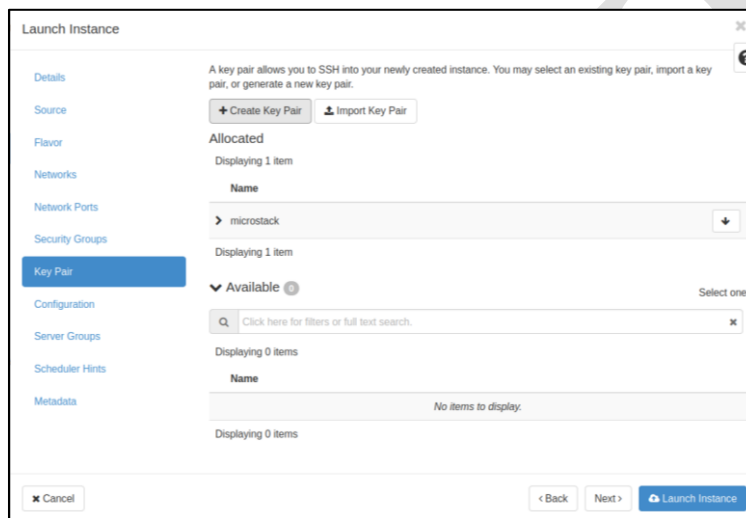 Launch Instance
Details
Source
Flavor
Networks
Network Ports
Security Groups
Key Pair
Configuration
Server Groups
Scheduler Hints
Metadata
A key pair allows you to SSH into your newly created instance. You may select an existing key pair, import a key
pair, or generate a new key pair.
+ Create Key Pair
Import Key Pair
Allocated
Displaying 1 item
Name
microstack
Displaying 1 item
Available 0
Select one
Click here for filters or full text search.
Displaying 0 items
Name
No items to display.
Displaying 0 items
× Cancel
< Back
Next >
Launch Instance